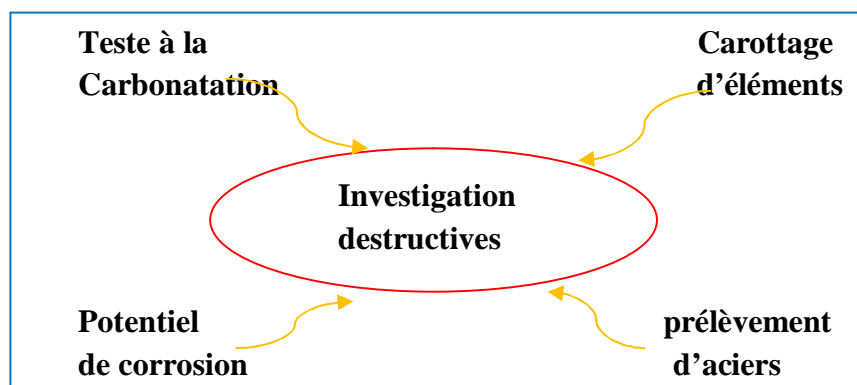 Teste à la
Carbonatation
Carottage
d’éléments
Investigation
destructives
Potentiel
de corrosion
prélèvement
d’aciers